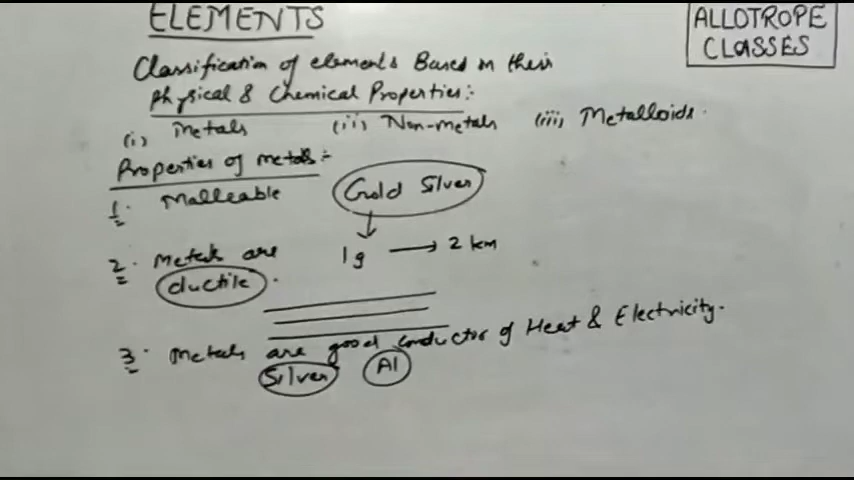 ELEMENTS
ALLOTROPE
CLASSES
Classification of elements Based on their
Physical & Chemical Properties:-
(i) Metals (ii) Non-metals (iii) Metalloids.
Properties of metals:-
1. Malleable
Gold Silver
2. Metals are
ductile.
1g → 2 km
3. Metals are good conductor of Heat & Electricity.
Silver Al